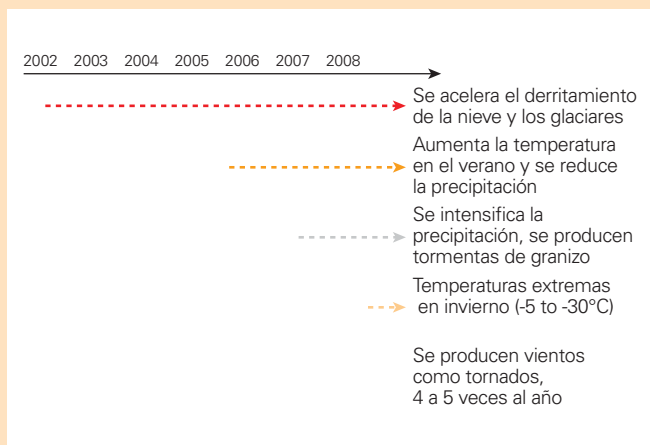 2002 2003 2004 2005 2006 2007 2008
Se acelera el derritamiento
de la nieve y los glaciares
Aumenta la temperatura
en el verano y se reduce
la precipitación
Se intensifica la
precipitación, se producen
tormentas de granizo
Temperaturas extremas
en invierno (-5 to -30°C)
Se producen vientos
como tornados,
4 a 5 veces al año